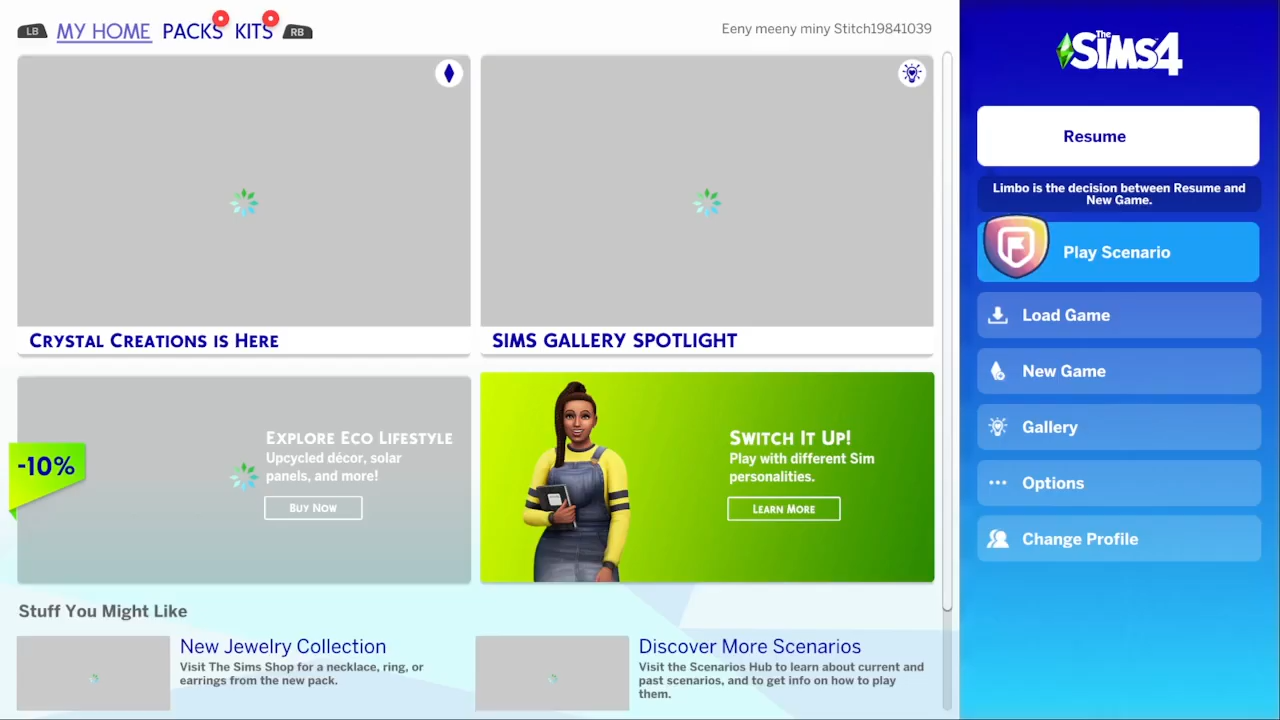 LB MY HOME PACKS KITS RB
Eeny meeny miny Stitch19841039
CRYSTAL CREATIONS IS HERE
SIMS GALLERY SPOTLIGHT
-10%
EXPLORE ECO LIFESTYLE
Upcycled décor, solar
panels, and more!
BUY NOW
SWITCH IT UP!
Play with different Sim
personalities.
LEARN MORE
Stuff You Might Like
New Jewelry Collection
Visit The Sims Shop for a necklace, ring, or
earrings from the new pack.
Discover More Scenarios
Visit the Scenarios Hub to learn about current and
past scenarios, and to get info on how to play
them.
The SIMS 4
Resume
Limbo is the decision between Resume and
New Game.
Play Scenario
Load Game
New Game
Gallery
Options
Change Profile